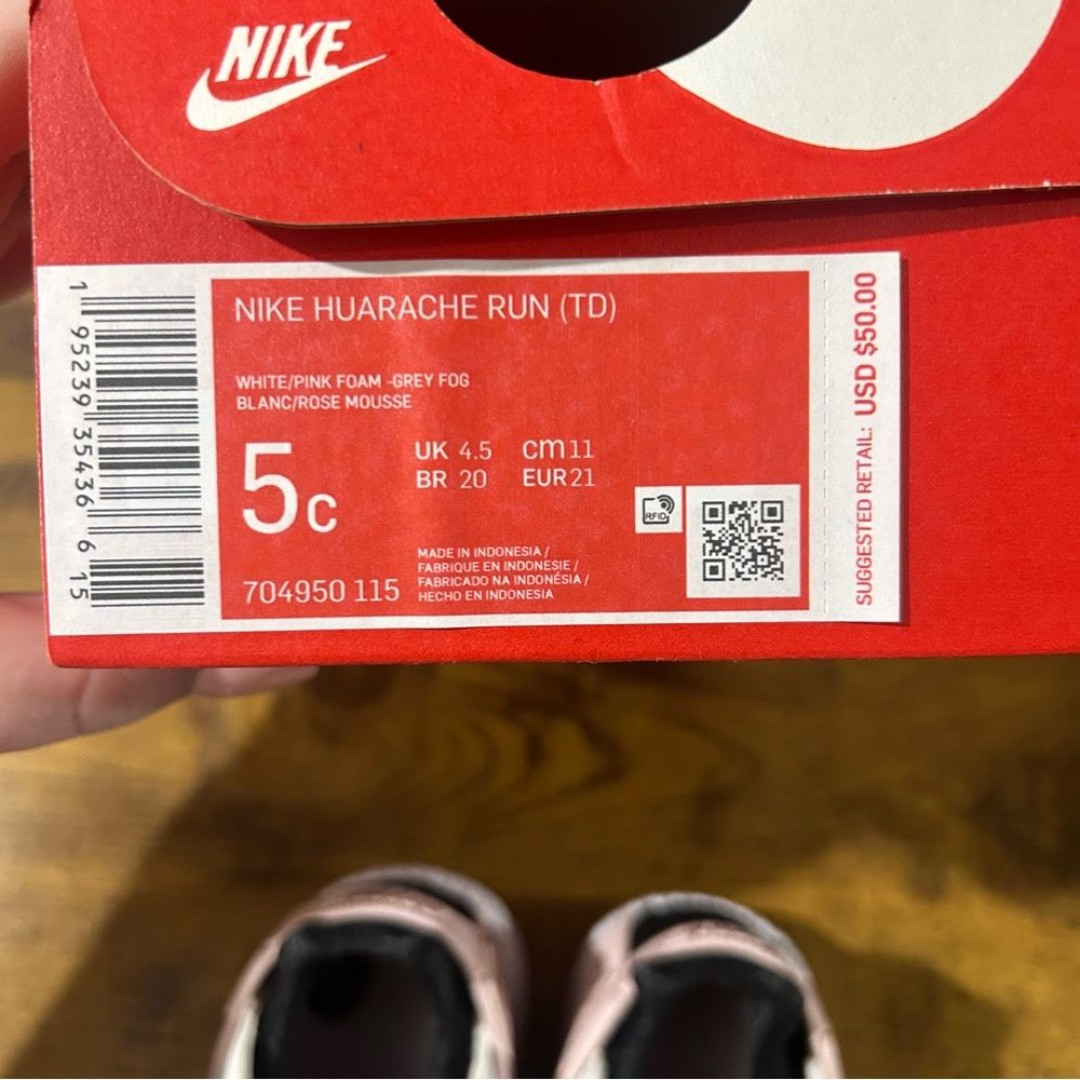 NIKE
NIKE HUARACHE RUN (TD)
WHITE/PINK FOAM -GREY FOG
BLANC/ROSE MOUSSE
5c
UK 4.5 cm 11
BR 20 EUR 21
RFID
MADE IN INDONESIA /
FABRIQUE EN INDONESIE /
FABRICADO NA INDONÉSIA /
HECHO EN INDONESIA
704950 115
1 95239 35436 6 15
SUGGESTED RETAIL: USD $50.00